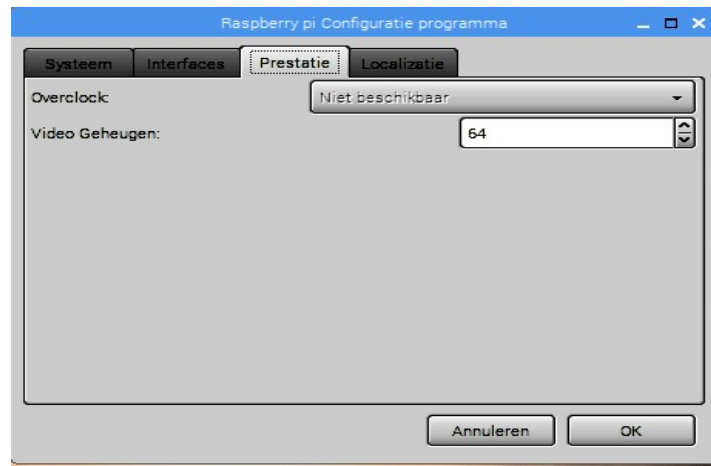 Raspberry pi Configuratie programma
Systeem Interfaces Prestatie Localizatie
Overclock: Niet beschikbaar
Video Geheugen: 64
Annuleren OK